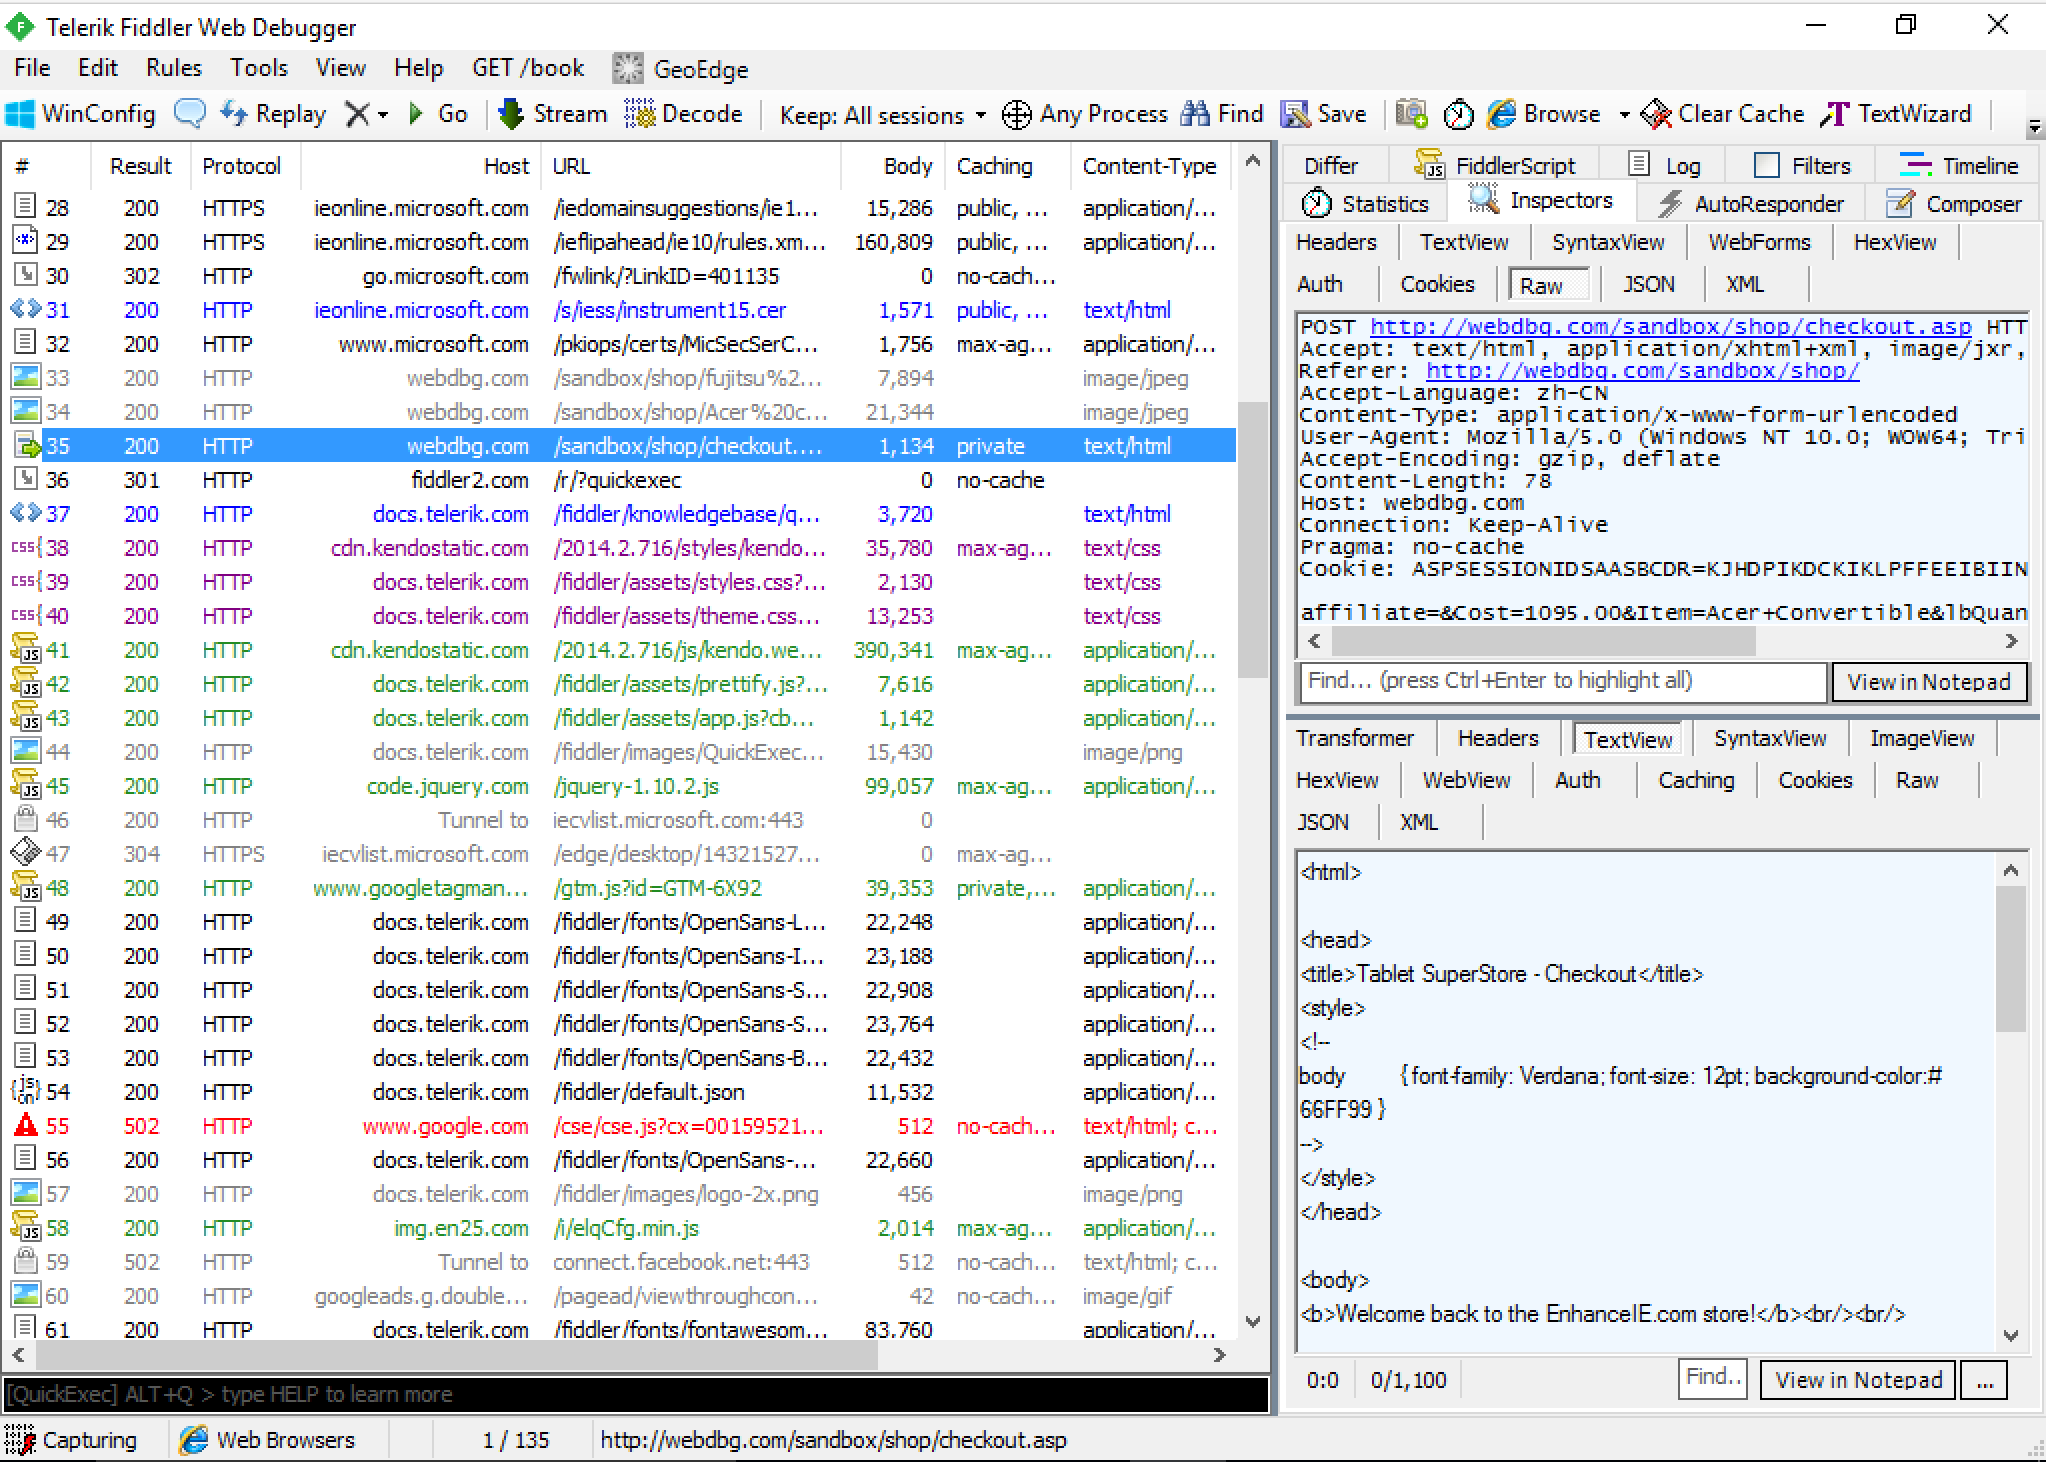 Telerik Fiddler Web Debugger
File Edit Rules Tools View Help GET /book GeoEdge
WinConfig Replay Go Stream Decode Keep: All sessions Any Process Find Save Browse Clear Cache TextWizard
# Result Protocol Host URL Body Caching Content-Type
28 200 HTTPS ieonline.microsoft.com /iedomainsuggestions/ie1... 15,286 public, ... application/...
29 200 HTTPS ieonline.microsoft.com /ieflipahead/ie10/rules.xm... 160,809 public, ... application/...
30 302 HTTP go.microsoft.com /fwlink/?LinkID=401135 0 no-cach...
31 200 HTTP ieonline.microsoft.com /s/iess/instrument15.cer 1,571 public, ... text/html
32 200 HTTP www.microsoft.com /pkiops/certs/MicSecSerC... 1,756 max-ag... application/...
33 200 HTTP webdbg.com /sandbox/shop/fujitsu%2... 7,894 image/jpeg
34 200 HTTP webdbg.com /sandbox/shop/Acer%20c... 21,344 image/jpeg
35 200 HTTP webdbg.com /sandbox/shop/checkout.... 1,134 private text/html
36 301 HTTP fiddler2.com /r/?quickexec 0 no-cache
37 200 HTTP docs.telerik.com /fiddler/knowledgebase/q... 3,720 text/html
38 200 HTTP cdn.kendostatic.com /2014.2.716/styles/kendo... 35,780 max-ag... text/css
39 200 HTTP docs.telerik.com /fiddler/assets/styles.css?... 2,130 text/css
40 200 HTTP docs.telerik.com /fiddler/assets/theme.css... 13,253 text/css
41 200 HTTP cdn.kendostatic.com /2014.2.716/js/kendo.we... 390,341 max-ag... application/...
42 200 HTTP docs.telerik.com /fiddler/assets/prettify.js?... 7,616 application/...
43 200 HTTP docs.telerik.com /fiddler/assets/app.js?cb... 1,142 application/...
44 200 HTTP docs.telerik.com /fiddler/images/QuickExec... 15,430 image/png
45 200 HTTP code.jquery.com /jquery-1.10.2.js 99,057 max-ag... application/...
46 200 HTTP Tunnel to iecvlist.microsoft.com:443 0
47 304 HTTPS iecvlist.microsoft.com /edge/desktop/14321527... 0 max-ag...
48 200 HTTP www.googletagman... /gtm.js?id=GTM-6X92 39,353 private,... application/...
49 200 HTTP docs.telerik.com /fiddler/fonts/OpenSans-L... 22,248 application/...
50 200 HTTP docs.telerik.com /fiddler/fonts/OpenSans-I... 23,188 application/...
51 200 HTTP docs.telerik.com /fiddler/fonts/OpenSans-S... 22,908 application/...
52 200 HTTP docs.telerik.com /fiddler/fonts/OpenSans-S... 23,764 application/...
53 200 HTTP docs.telerik.com /fiddler/fonts/OpenSans-B... 22,432 application/...
54 200 HTTP docs.telerik.com /fiddler/default.json 11,532 application/...
55 502 HTTP www.google.com /cse/cse.js?cx=00159521... 512 no-cach... text/html; c...
56 200 HTTP docs.telerik.com /fiddler/fonts/OpenSans-... 22,660 application/...
57 200 HTTP docs.telerik.com /fiddler/images/logo-2x.png 456 image/png
58 200 HTTP img.en25.com /i/elqCfg.min.js 2,014 max-ag... application/...
59 502 HTTP Tunnel to connect.facebook.net:443 512 no-cach... text/html; c...
60 200 HTTP googleads.g.double... /pagead/viewthroughcon... 42 no-cach... image/gif
61 200 HTTP docs.telerik.com /fiddler/fonts/fontawesom... 83,760 application/...
[QuickExec] ALT+Q > type HELP to learn more
Capturing Web Browsers 1 / 135 http://webdbg.com/sandbox/shop/checkout.asp
Differ FiddlerScript Log Filters Timeline
Statistics Inspectors AutoResponder Composer
Headers TextView SyntaxView WebForms HexView
Auth Cookies Raw JSON XML
POST http://webdbg.com/sandbox/shop/checkout.asp HTT
Accept: text/html, application/xhtml+xml, image/jxr,
Referer: http://webdbg.com/sandbox/shop/
Accept-Language: zh-CN
Content-Type: application/x-www-form-urlencoded
User-Agent: Mozilla/5.0 (Windows NT 10.0; WOW64; Tri
Accept-Encoding: gzip, deflate
Content-Length: 78
Host: webdbg.com
Connection: Keep-Alive
Pragma: no-cache
Cookie: ASPSESSIONIDSAASBCDR=KJHDPIKDCKIKLPFFEEIBIIN
affiliate=&Cost=1095.00&Item=Acer+Convertible&lbQuan
Find... (press Ctrl+Enter to highlight all) View in Notepad
Transformer Headers TextView SyntaxView ImageView
HexView WebView Auth Caching Cookies Raw
JSON XML
<html>
<head>
<title>Tablet SuperStore - Checkout</title>
<style>
<!--
body { font-family: Verdana; font-size: 12pt; background-color:#
66FF99 }
-->
</style>
</head>
<body>
<b>Welcome back to the EnhanceIE.com store!</b><br/><br/>
0:0 0/1,100 Find.. View in Notepad ...